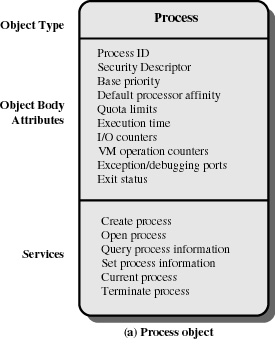 Object Type
Process
Object Body
Attributes
Process ID
Security Descriptor
Base priority
Default processor affinity
Quota limits
Execution time
I/O counters
VM operation counters
Exception/debugging ports
Exit status
Services
Create process
Open process
Query process information
Set process information
Current process
Terminate process
(a) Process object